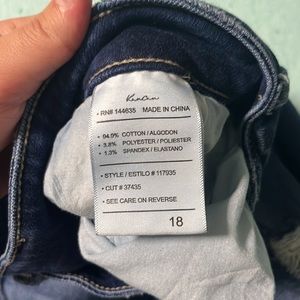 KanCan
• RN# 144635
MADE IN CHINA
• 94.9% COTTON / ALGODON
• 3.8% POLYESTER / POLIESTER
• 1.3% SPANDEX / ELASTANO
• STYLE / ESTILO # 117935
• CUT # 37435
• SEE CARE ON REVERSE
18